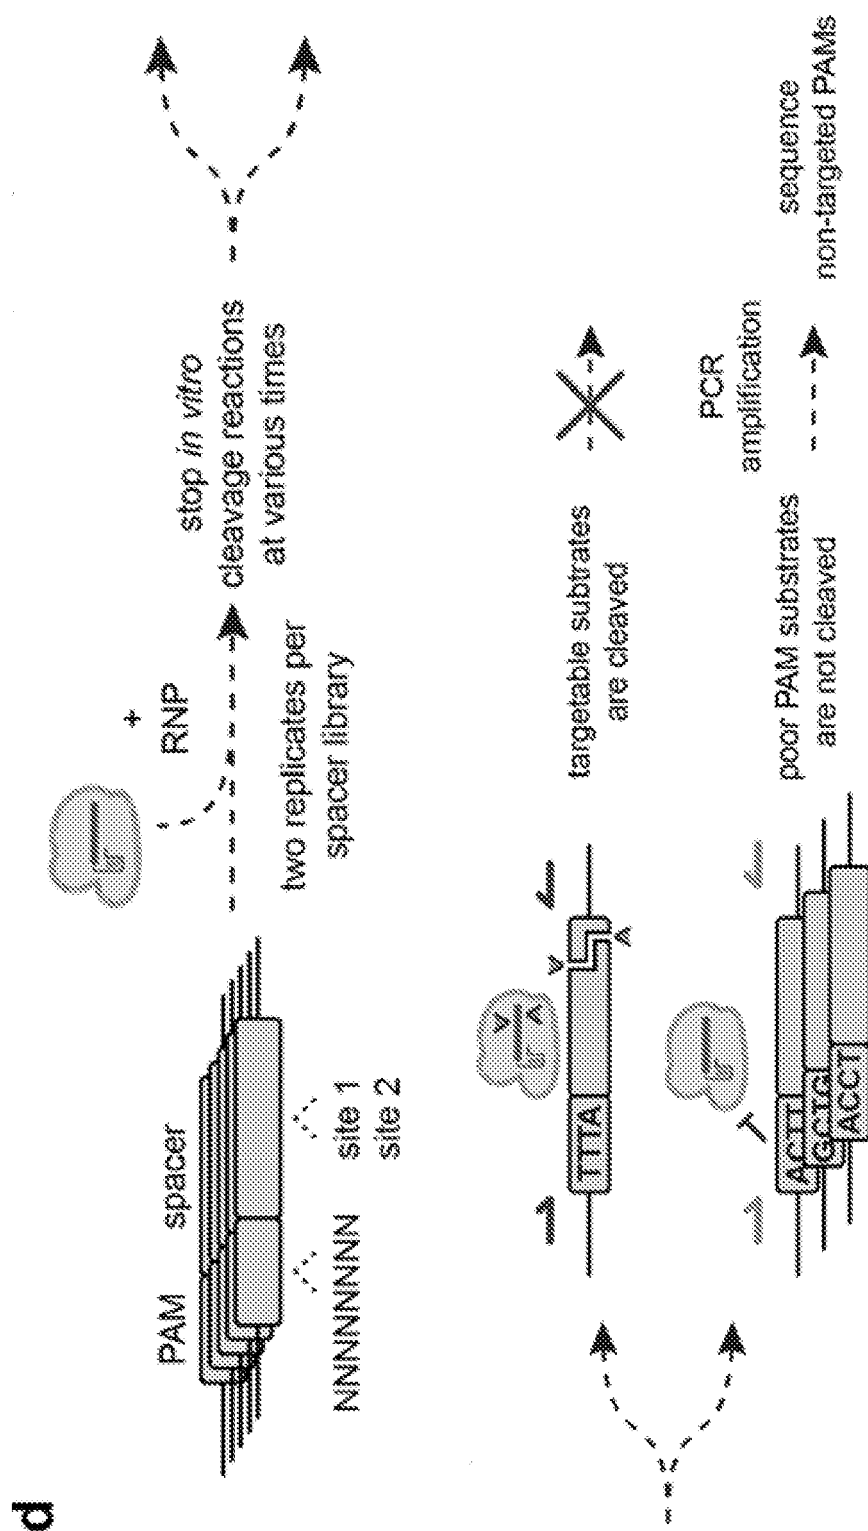 d
PAM
spacer
NNNNNNNN
site 1
site 2
+
RNP
two replicates per
spacer library
stop in vitro
cleavage reactions
at various times
TTTA
targetable subtrates
are cleaved
ACTT
GCTG
ACCT
poor PAM substrates
are not cleaved
PCR
amplification
sequence
non-targeted PAMs